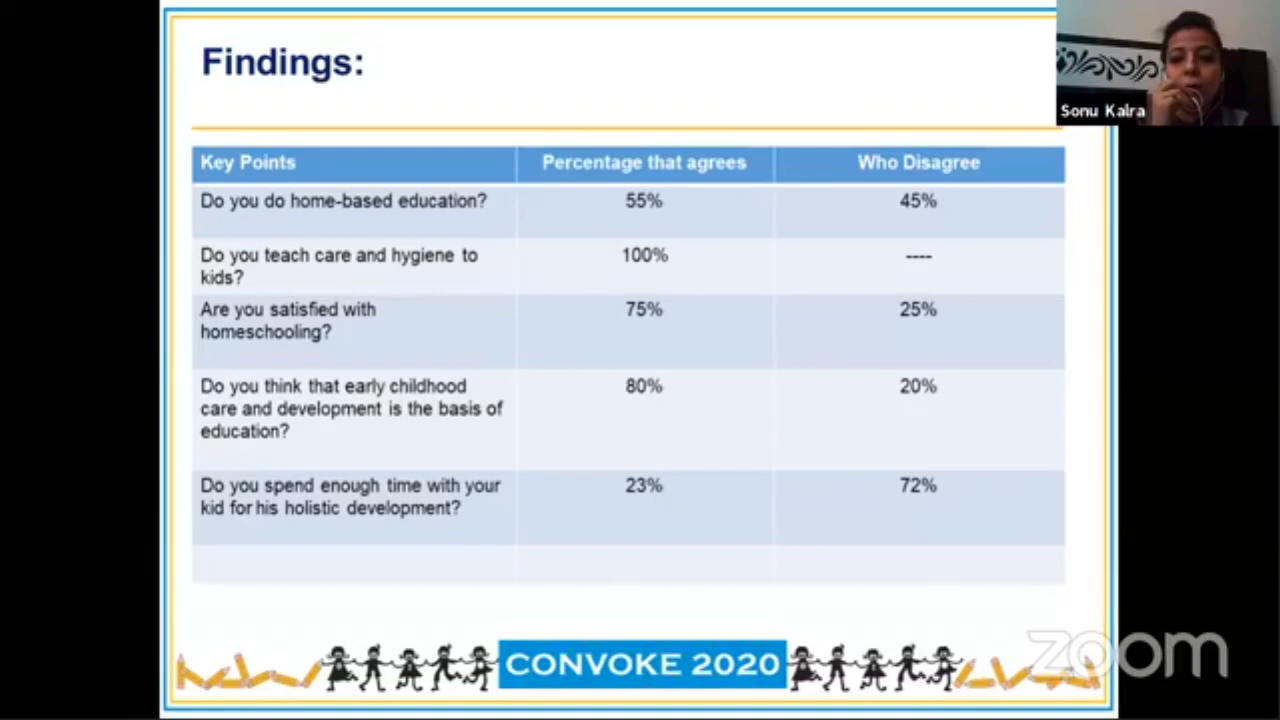 Findings:
Sonu Kalra
Key Points Percentage that agrees Who Disagree
Do you do home-based education? 55% 45%
Do you teach care and hygiene to 100% ----
kids?
Are you satisfied with 75% 25%
homeschooling?
Do you think that early childhood 80% 20%
care and development is the basis of
education?
Do you spend enough time with your 23% 72%
kid for his holistic development?
CONVOKE 2020
zoom